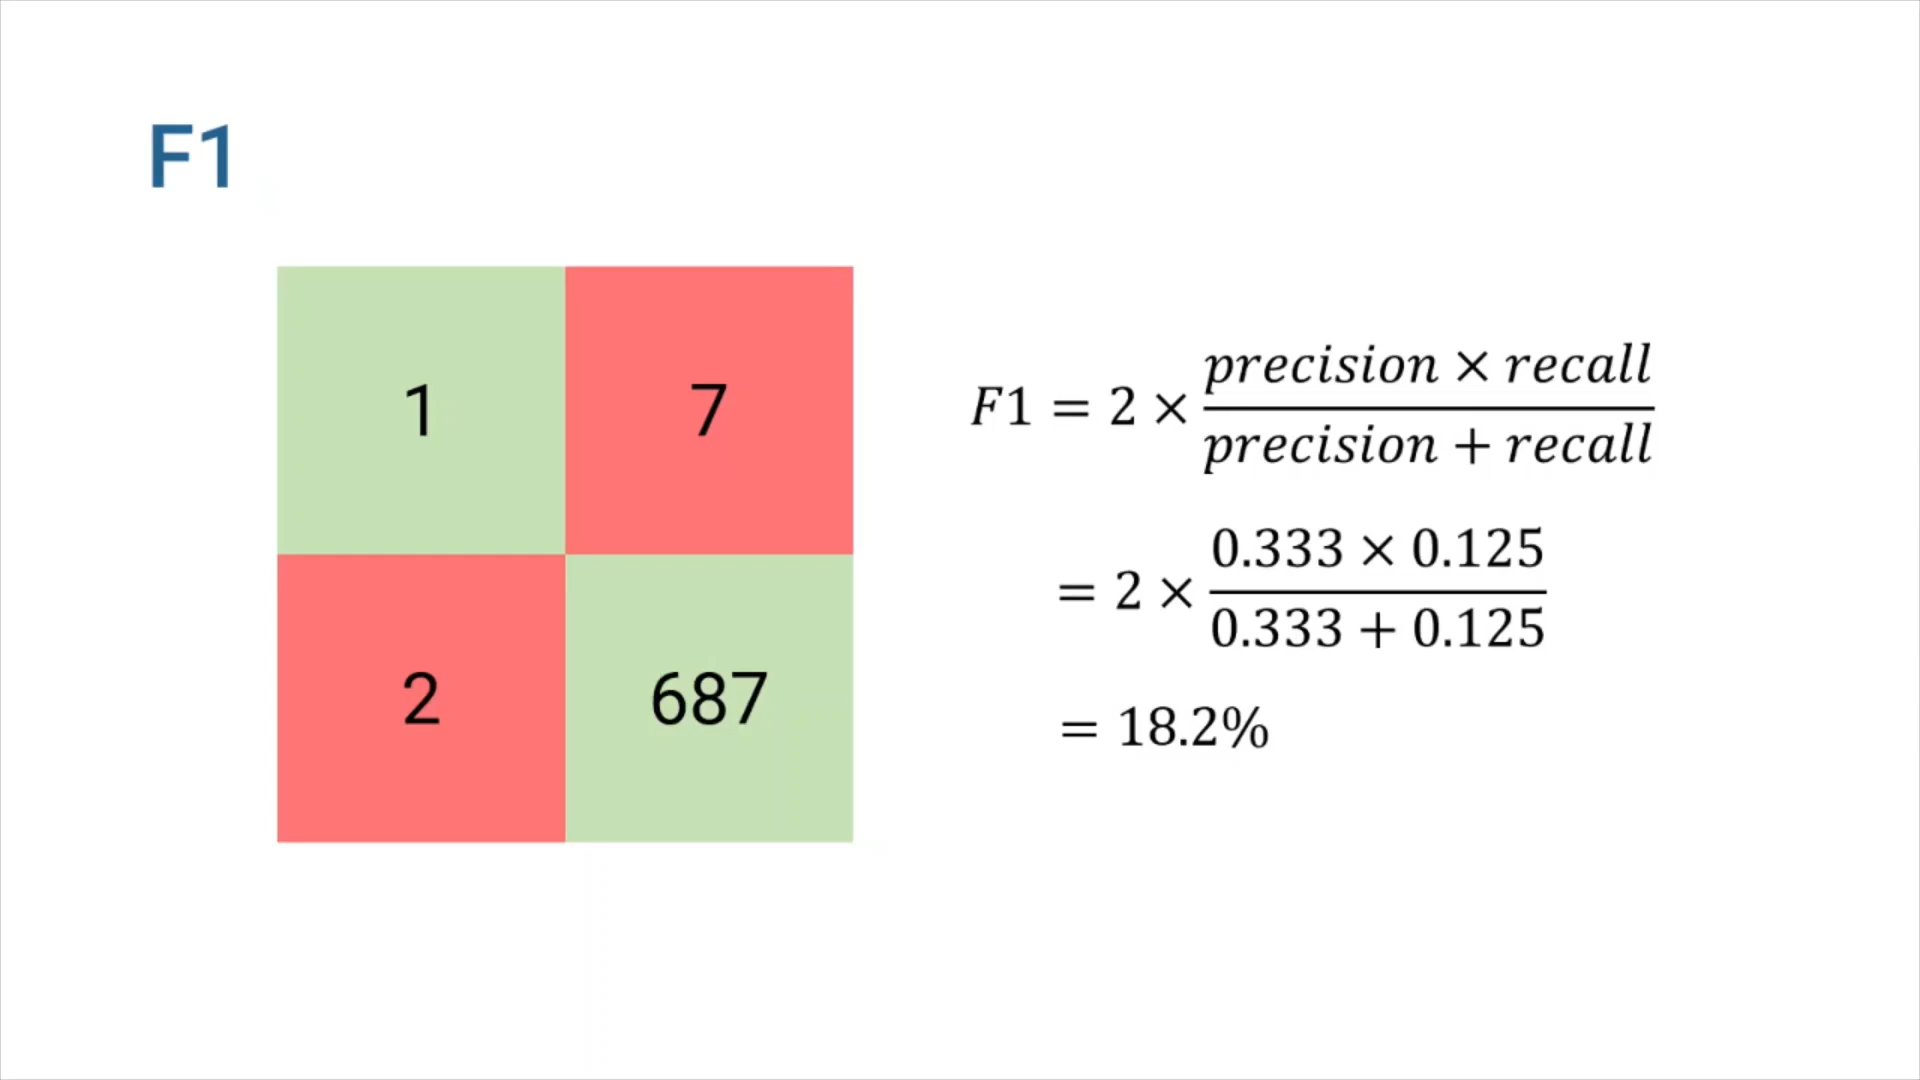 F1
1 7
2 687
F1 = 2 × precision × recall / precision + recall
= 2 × 0.333 × 0.125 / 0.333 + 0.125
= 18.2%